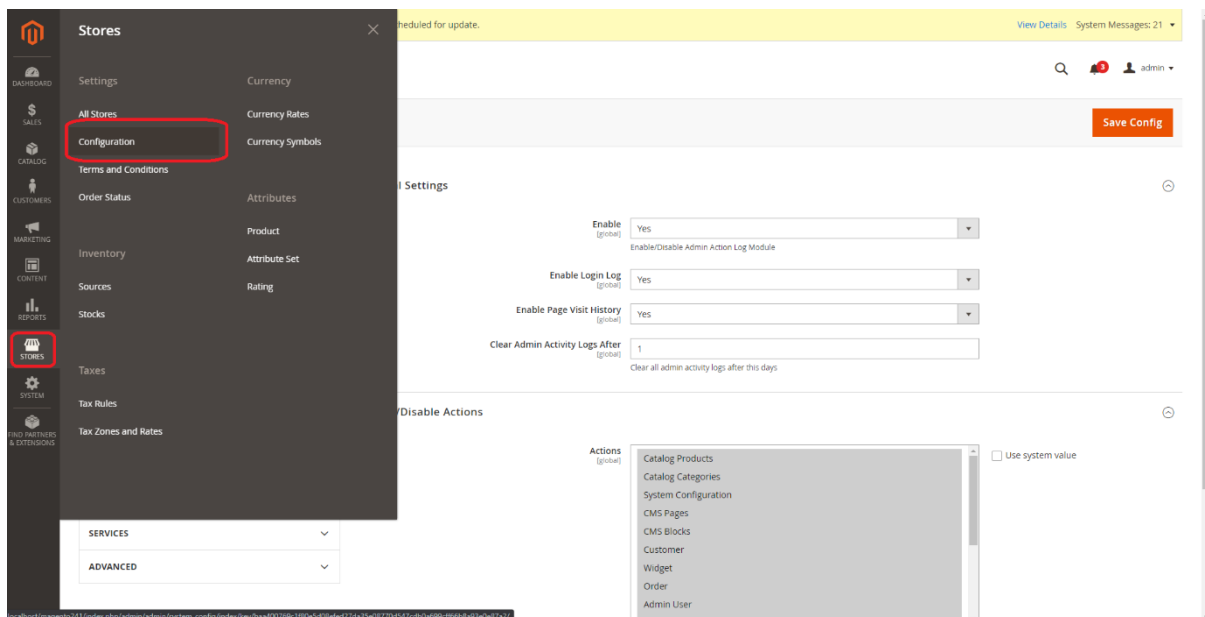 cheduled for update.
View Details System Messages: 21
3
admin
Save Config
DASHBOARD
SALES
CATALOG
CUSTOMERS
MARKETING
CONTENT
REPORTS
STORES
SYSTEM
FIND PARTNERS
& EXTENSIONS
Stores
Settings
All Stores
Configuration
Terms and Conditions
Order Status
Inventory
Sources
Stocks
Taxes
Tax Rules
Tax Zones and Rates
Currency
Currency Rates
Currency Symbols
Attributes
Product
Attribute Set
Rating
SERVICES
ADVANCED
l Settings
Enable
[global]
Yes
Enable/Disable Admin Action Log Module
Enable Login Log
[global]
Yes
Enable Page Visit History
[global]
Yes
Clear Admin Activity Logs After
[global]
1
Clear all admin activity logs after this days
/Disable Actions
Actions
[global]
Catalog Products
Catalog Categories
System Configuration
CMS Pages
CMS Blocks
Customer
Widget
Order
Admin User
Use system value